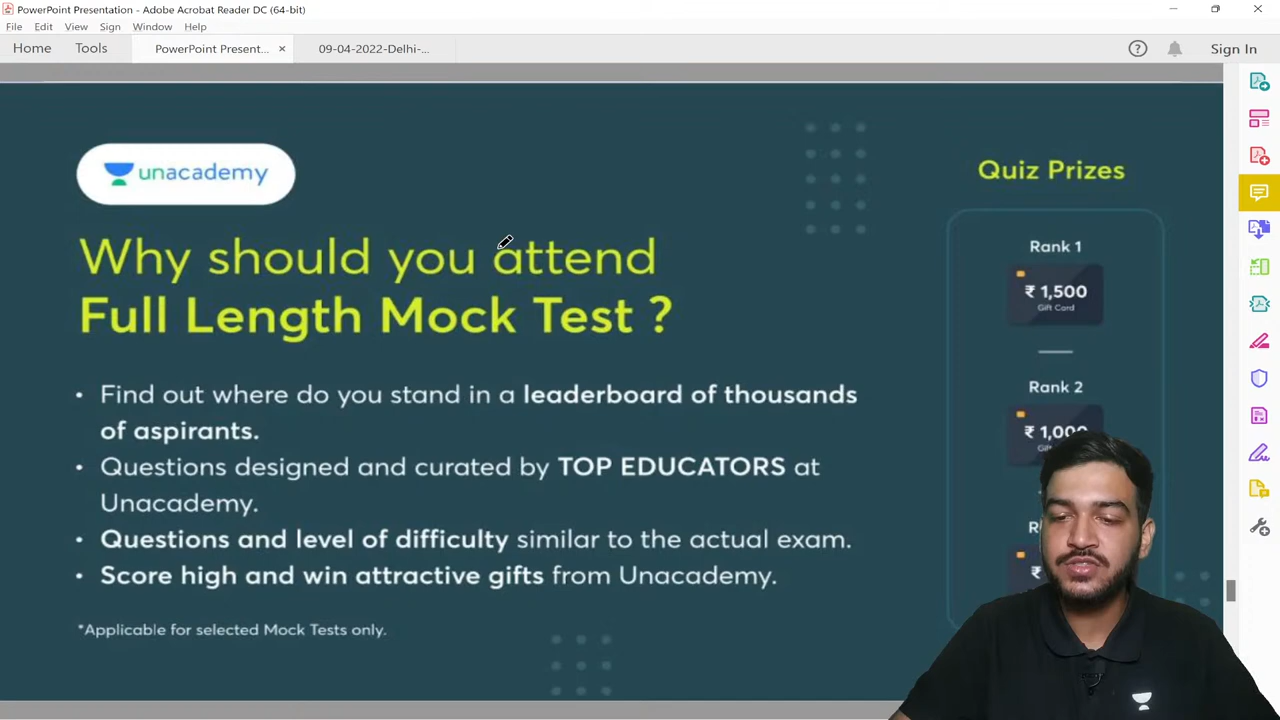 PowerPoint Presentation - Adobe Acrobat Reader DC (64-bit)
File Edit View Sign Window Help
Home Tools PowerPoint Present... × 09-04-2022-Delhi-... ? Sign In
unacademy
Why should you attend
Full Length Mock Test ?
• Find out where do you stand in a leaderboard of thousands
of aspirants.
• Questions designed and curated by TOP EDUCATORS at
Unacademy.
• Questions and level of difficulty similar to the actual exam.
• Score high and win attractive gifts from Unacademy.
*Applicable for selected Mock Tests only.
Quiz Prizes
Rank 1
₹ 1,500
Gift Card
Rank 2
₹ 1,000
₹